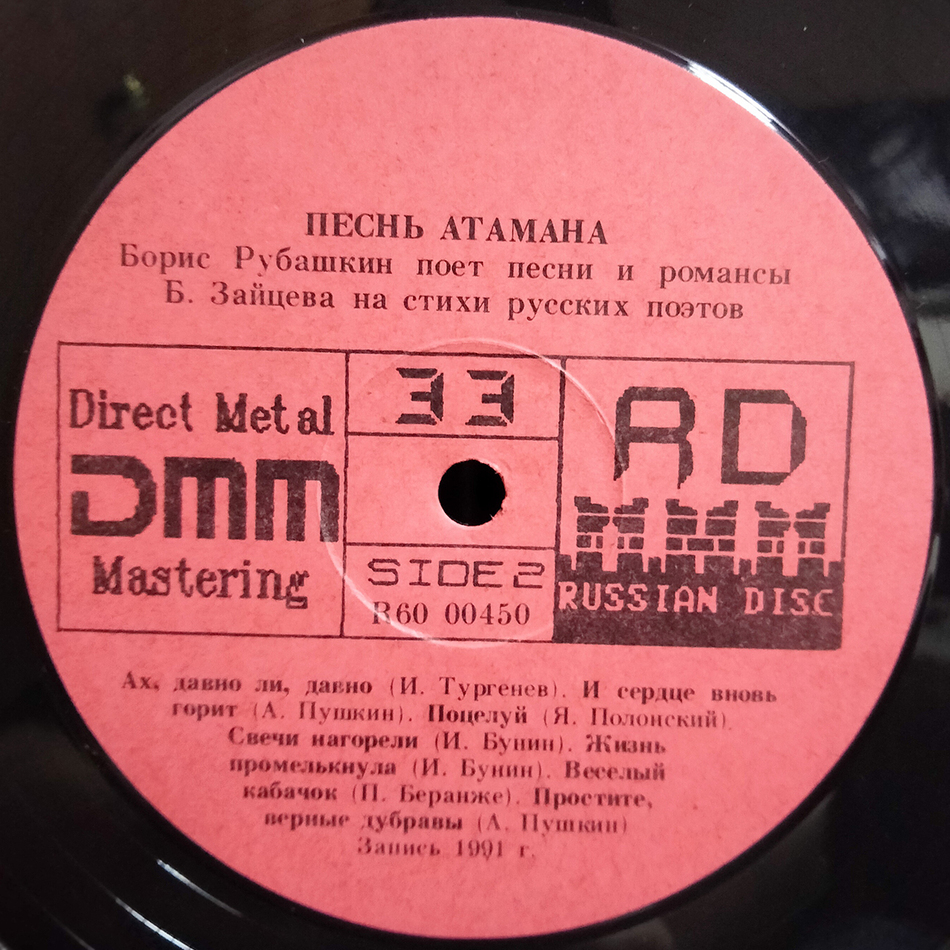 ПЕСНЬ АТАМАНА
Борис Рубашкин поет песни и романсы
Б. Зайцева на стихи русских поэтов
Direct Metal
DMM
Mastering
33
SIDE 2
R60 00450
RD
RUSSIAN DISC
Ах, давно ли, давно (И. Тургенев). И сердце вновь
горит (А. Пушкин). Поцелуй (Я. Полонский).
Свечи нагорели (И. Бунин). Жизнь
промелькнула (И. Бунин). Веселый
кабачок (П. Беранже). Простите,
верные дубравы (А. Пушкин)
Запись 1991 г.